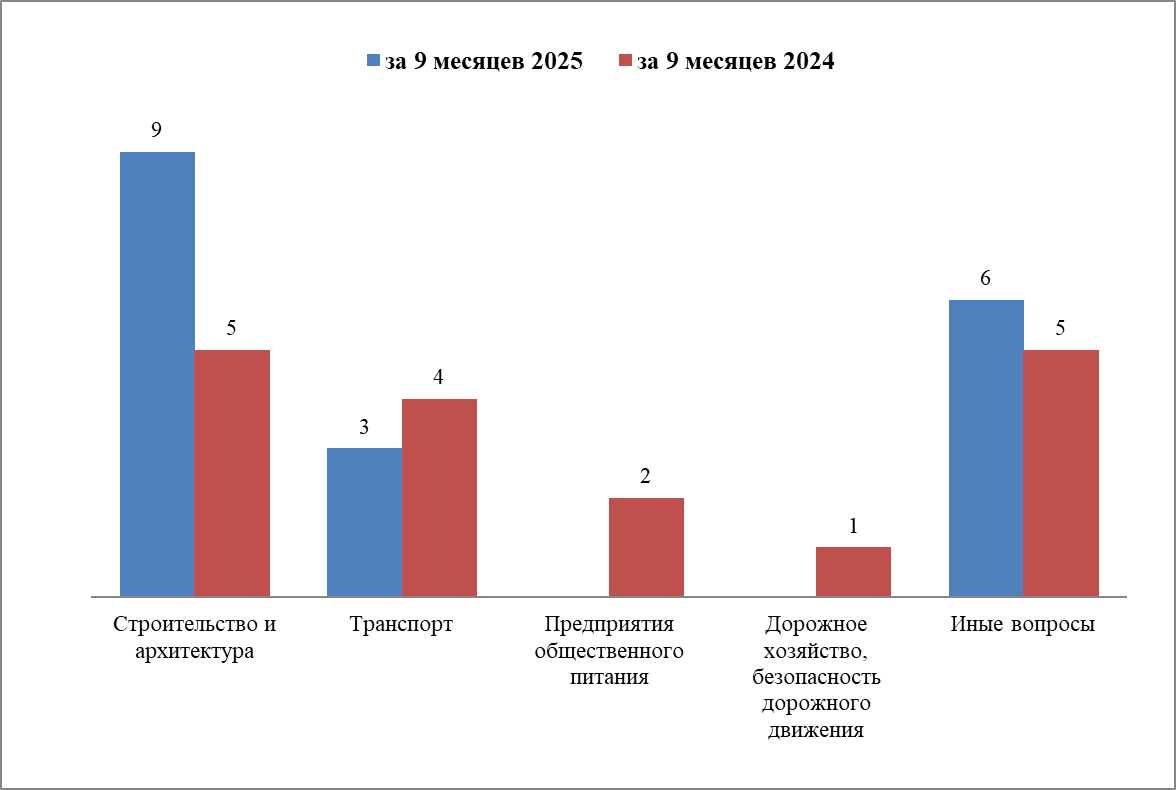 за 9 месяцев 2025 за 9 месяцев 2024
9
5
3
4
2
1
6
5
Строительство и
архитектура
Транспорт
Предприятия
общественного
питания
Дорожное
хозяйство,
безопасность
дорожного
движения
Иные вопросы